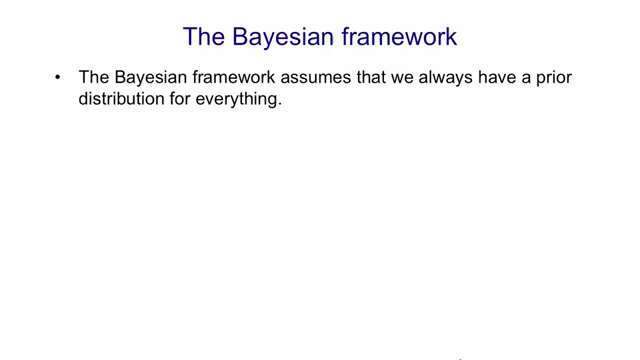 The Bayesian framework
• The Bayesian framework assumes that we always have a prior
distribution for everything.